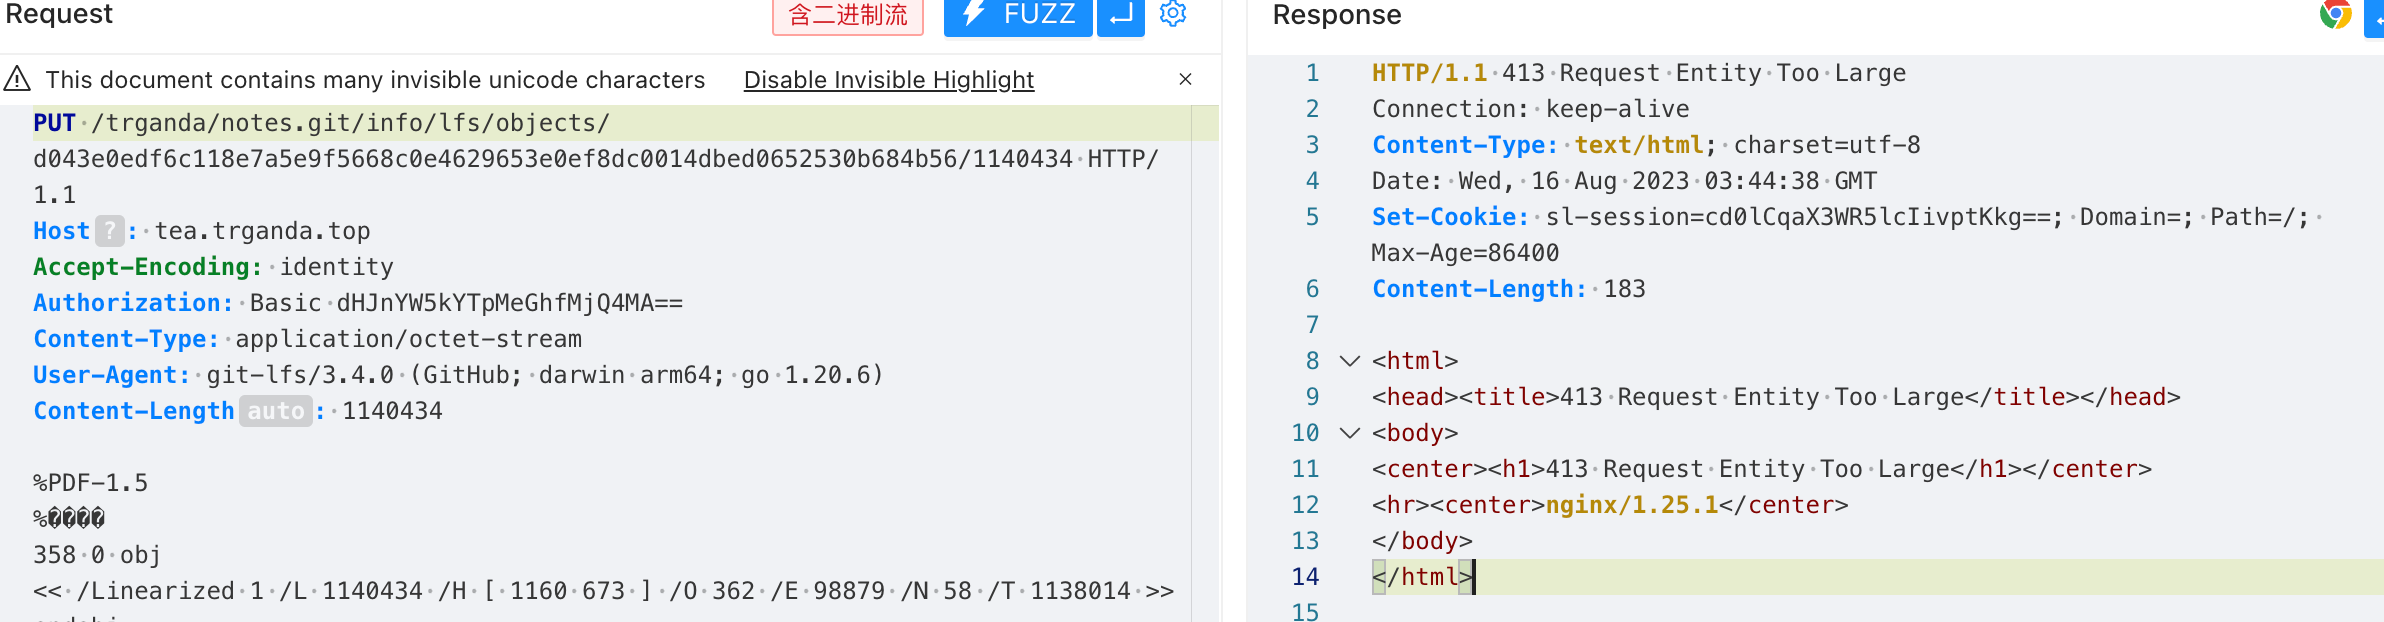 Request
含二进制流
FUZZ
This document contains many invisible unicode characters
Disable Invisible Highlight
PUT /trganda/notes.git/info/lfs/objects/
d043e0edf6c118e7a5e9f5668c0e4629653e0ef8dc0014dbed0652530b684b56/1140434 HTTP/
1.1
Host ? : tea.trganda.top
Accept-Encoding: identity
Authorization: Basic dHJnYW5kYTpMeGhfMjQ4MA==
Content-Type: application/octet-stream
User-Agent: git-lfs/3.4.0 (GitHub; darwin arm64; go 1.20.6)
Content-Length auto : 1140434
%PDF-1.5
%����
358 0 obj
<< /Linearized 1 /L 1140434 /H [ 1160 673 ] /O 362 /E 98879 /N 58 /T 1138014 >>
Response
1 HTTP/1.1 413 Request Entity Too Large
2 Connection: keep-alive
3 Content-Type: text/html; charset=utf-8
4 Date: Wed, 16 Aug 2023 03:44:38 GMT
5 Set-Cookie: sl-session=cd0lCqaX3WR5lcIivptKkg==; Domain=; Path=/;
Max-Age=86400
6 Content-Length: 183
7
8 <html>
9 <head><title>413 Request Entity Too Large</title></head>
10 <body>
11 <center><h1>413 Request Entity Too Large</h1></center>
12 <hr><center>nginx/1.25.1</center>
13 </body>
14 </html>
15